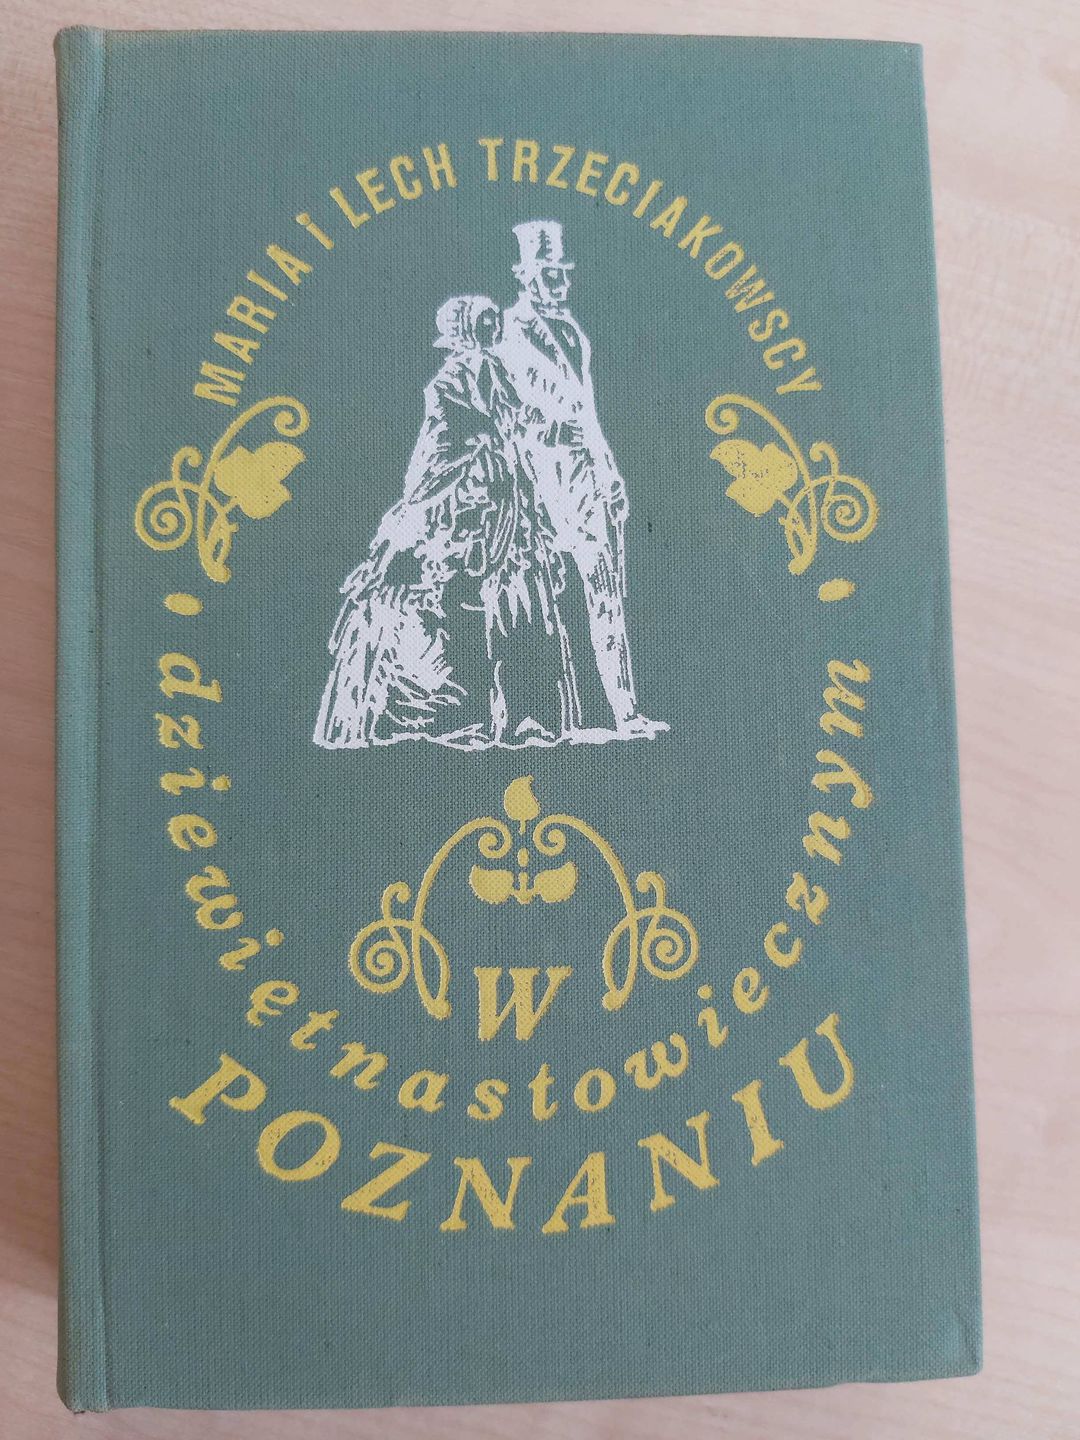 MARIA i LECH TRZECIAKOWSCY
W
dziewiętnastowiecznym
POZNANIU